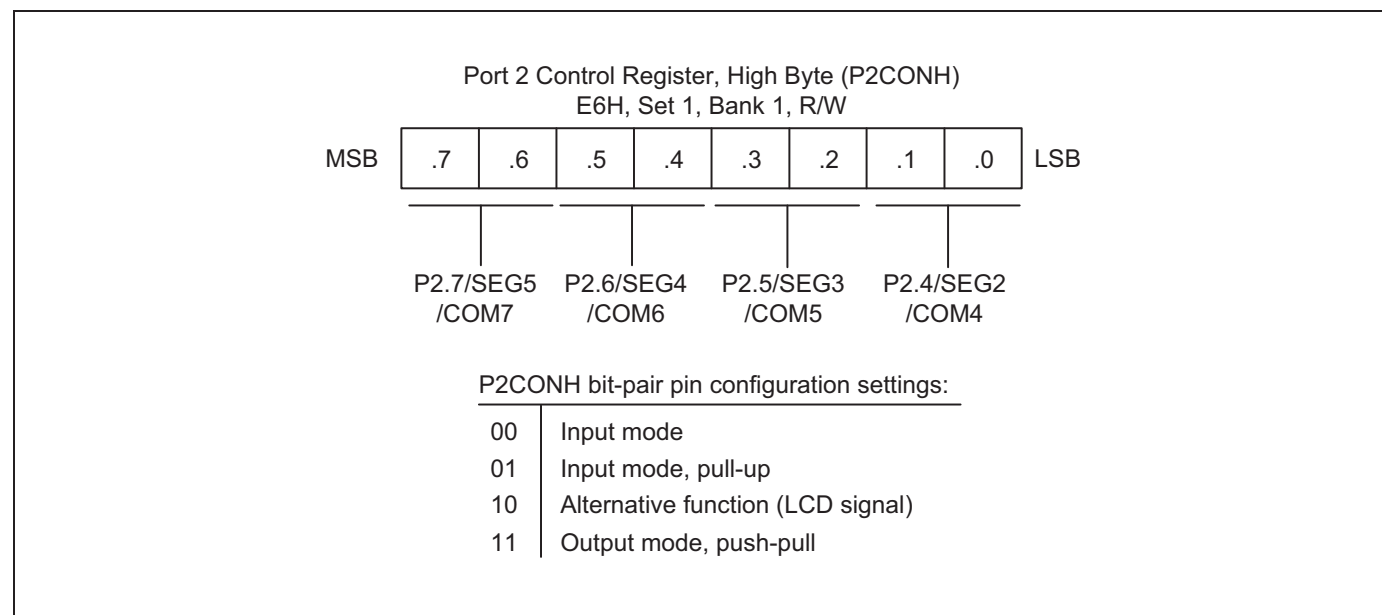 Port 2 Control Register, High Byte (P2CONH)
E6H, Set 1, Bank 1, R/W
MSB .7 .6 .5 .4 .3 .2 .1 .0 LSB
P2.7/SEG5 P2.6/SEG4 P2.5/SEG3 P2.4/SEG2
/COM7 /COM6 /COM5 /COM4
P2CONH bit-pair pin configuration settings:
00 Input mode
01 Input mode, pull-up
10 Alternative function (LCD signal)
11 Output mode, push-pull